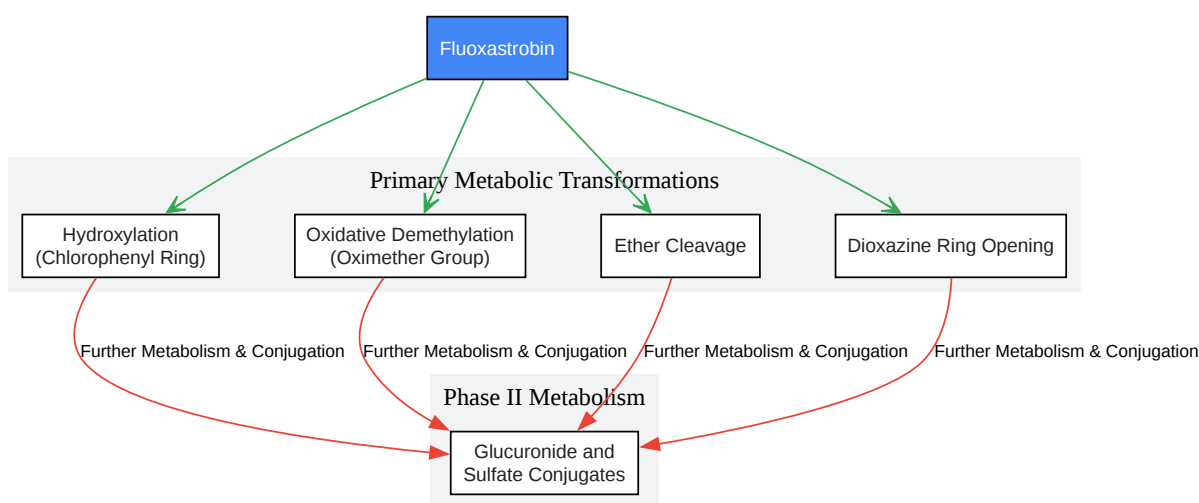 Fluoxastrobin
Primary Metabolic Transformations
Hydroxylation
(Chlorophenyl Ring)
Oxidative Demethylation
(Oximether Group)
Ether Cleavage
Dioxazine Ring Opening
Further Metabolism & Conjugation
Further Metabolism & Conjugation
Further Metabolism & Conjugation
Further Metabolism & Conjugation
Phase II Metabolism
Glucuronide and
Sulfate Conjugates